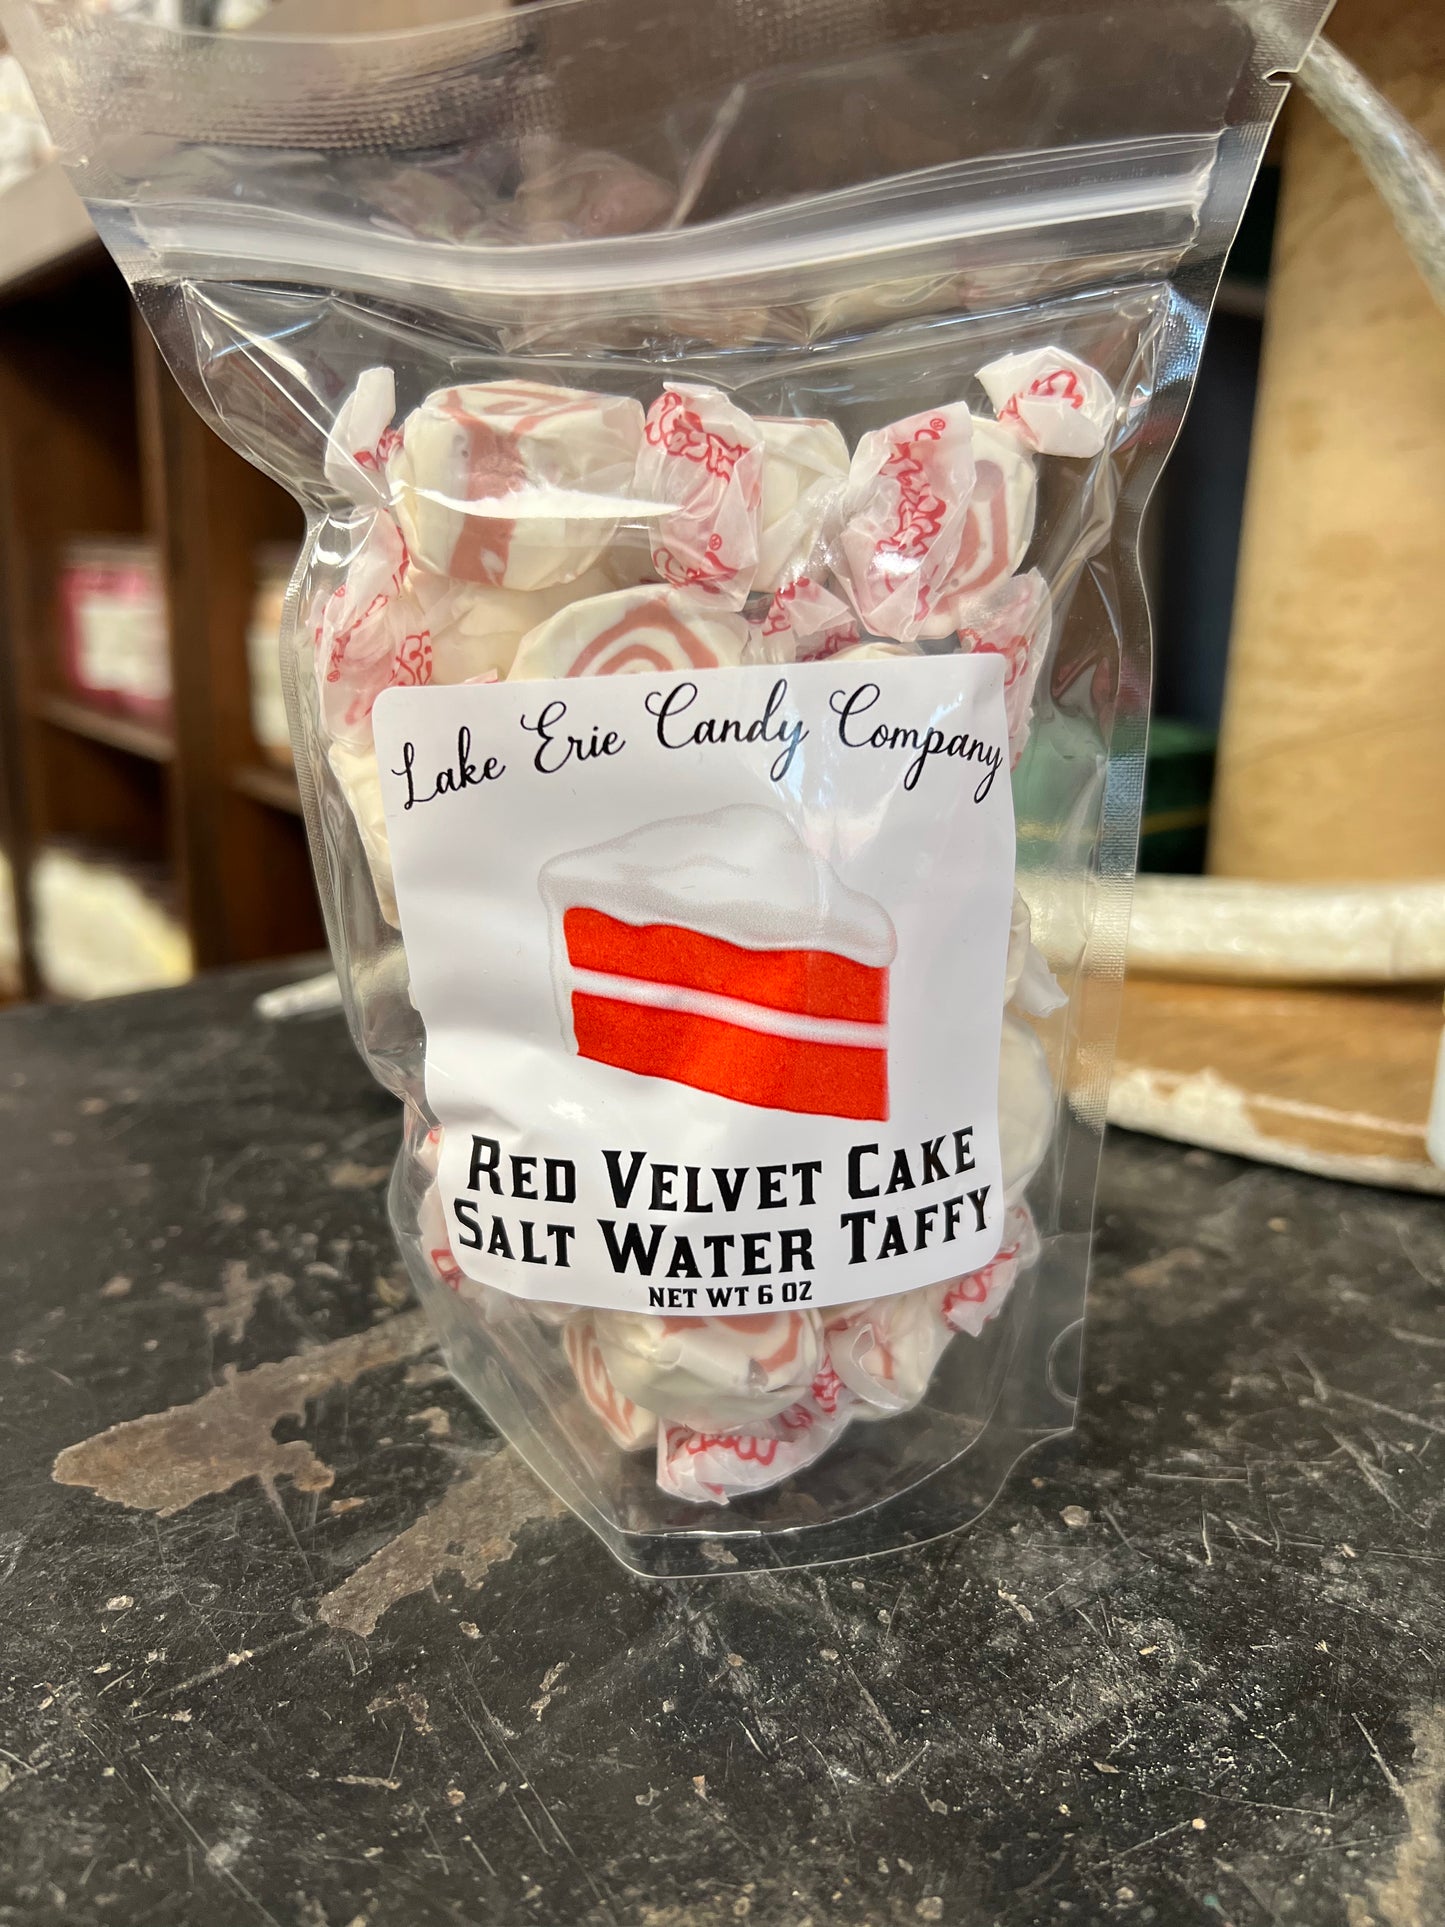 Lake Erie Candy Company
Red Velvet Cake
Salt Water Taffy
NET WT 6 OZ